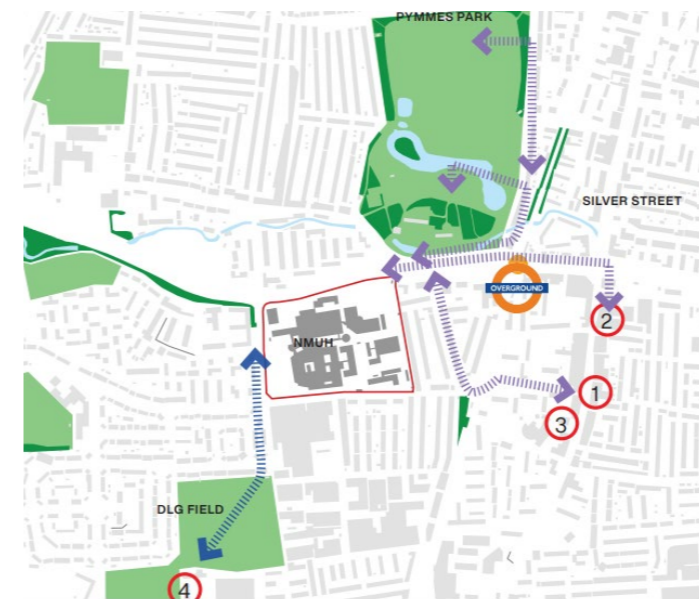 PYMMES PARK
SILVER STREET
OVERGROUND
2
NMUH
1
3
DLG FIELD
4